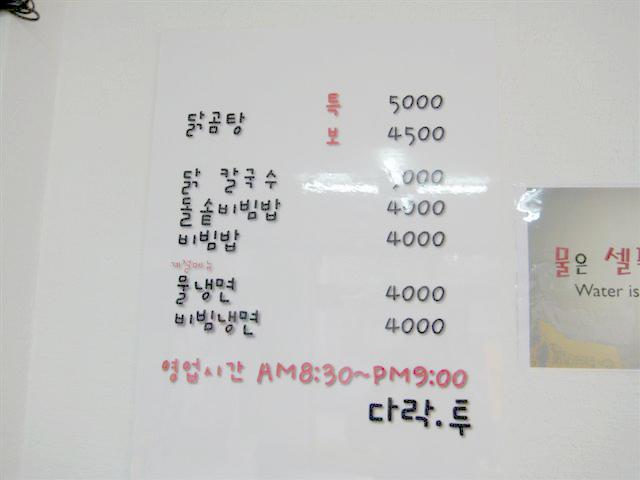 닭곰탕 특 5000
보 4500
닭 칼국수 5000
돌솥비빔밥 4500
비빔밥 4000
계절메뉴
물냉면 4000
비빔냉면 4000
영업시간 AM8:30~PM9:00
다락.투
물은 셀
Water is